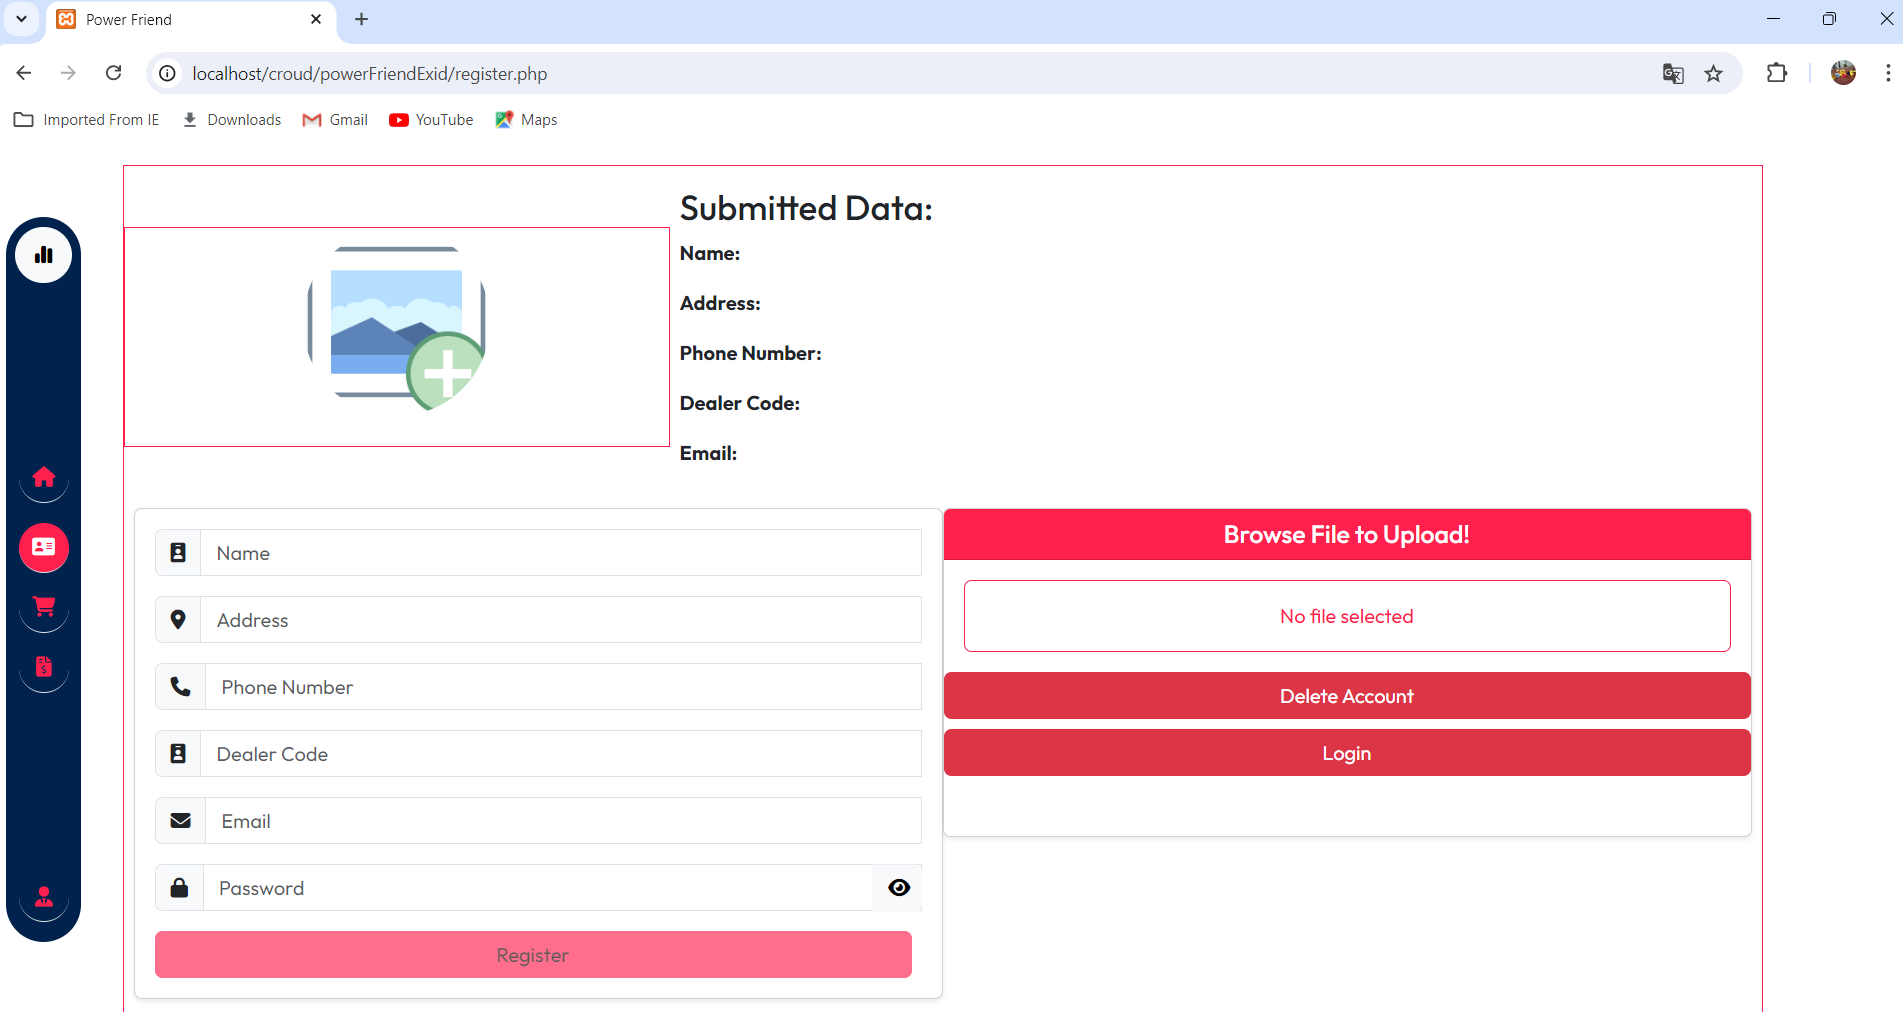 Power Friend
localhost/croud/powerFriendExid/register.php
Imported From IE
Downloads
Gmail
YouTube
Maps
Submitted Data:
Name:
Address:
Phone Number:
Dealer Code:
Email:
Name
Address
Phone Number
Dealer Code
Email
Password
Register
Browse File to Upload!
No file selected
Delete Account
Login